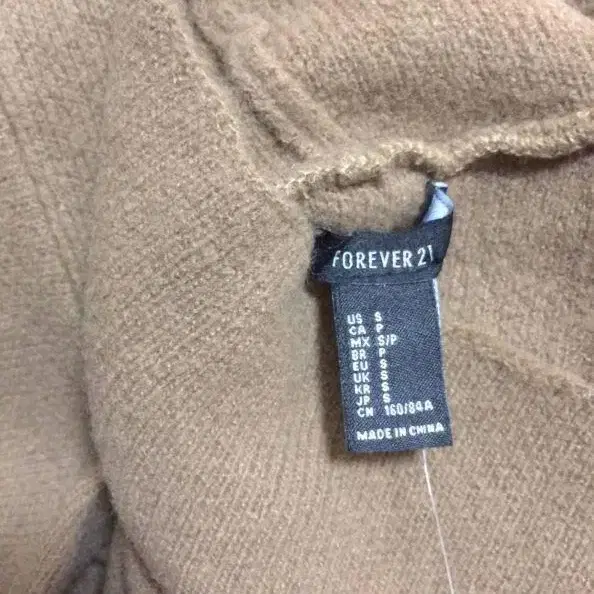 FOREVER 21
US S
CA P
MX S/P
BR P
EU S
UK S
KR S
JP S
CN 160/84A
MADE IN CHINA